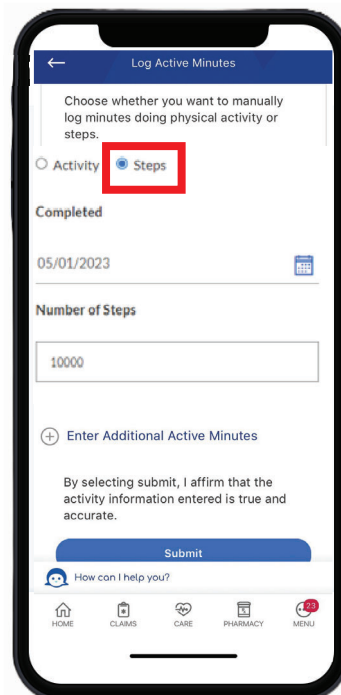 Log Active Minutes
Choose whether you want to manually
log minutes doing physical activity or
steps.
Activity Steps
Completed
05/01/2023
Number of Steps
10000
Enter Additional Active Minutes
By selecting submit, I affirm that the
activity information entered is true and
accurate.
Submit
How can I help you?
23
HOME CLAIMS CARE PHARMACY MENU